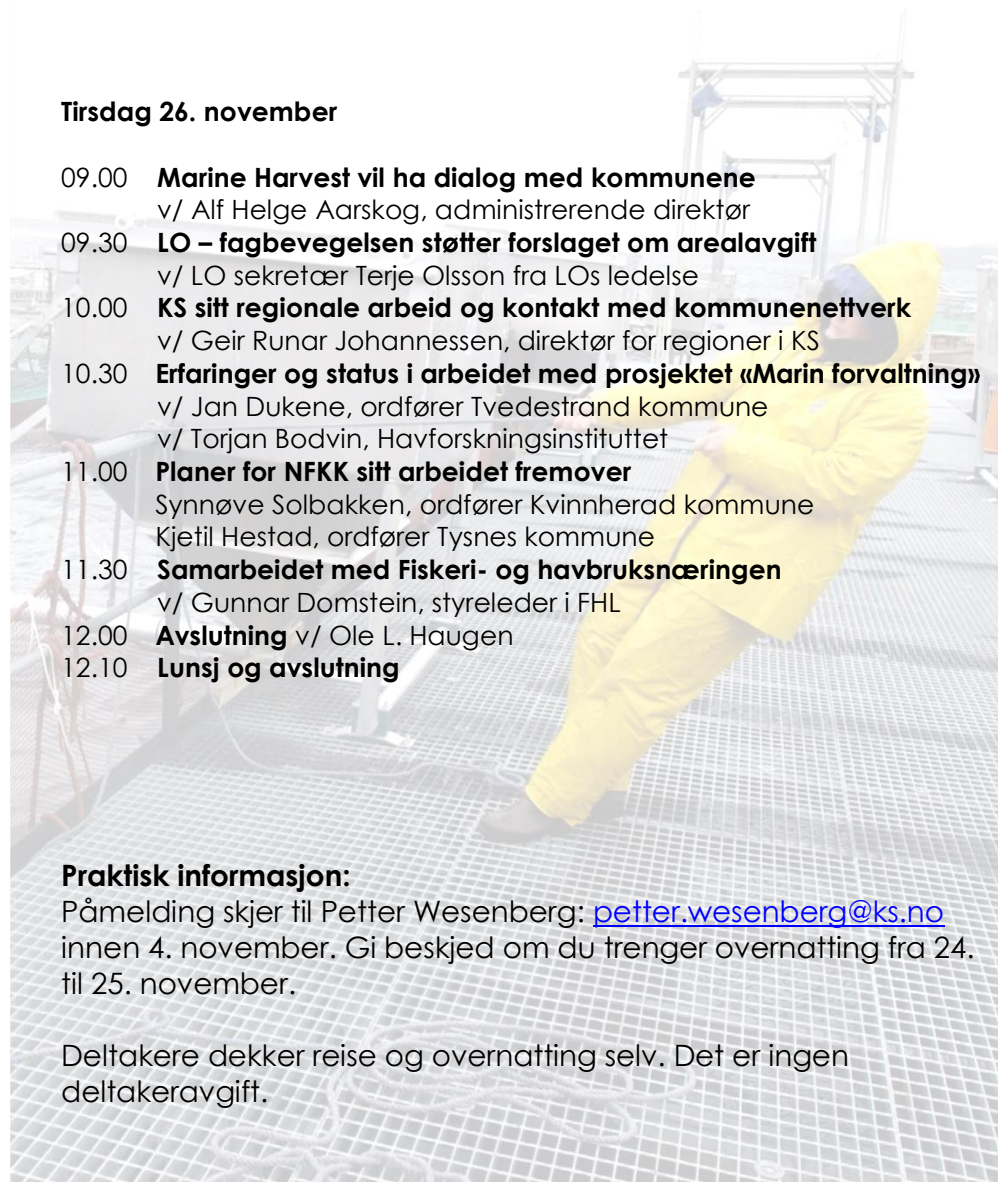 Tirsdag 26. november
09.00 Marine Harvest vil ha dialog med kommunene
v/ Alf Helge Aarskog, administrerende direktør
09.30 LO – fagbevegelsen støtter forslaget om arealavgift
v/ LO sekretær Terje Olsson fra LOs ledelse
10.00 KS sitt regionale arbeid og kontakt med kommunenettverk
v/ Geir Runar Johannessen, direktør for regioner i KS
10.30 Erfaringer og status i arbeidet med prosjektet «Marin forvaltning»
v/ Jan Dukene, ordfører Tvedestrand kommune
v/ Torjan Bodvin, Havforskningsinstituttet
11.00 Planer for NFKK sitt arbeidet fremover
Synnøve Solbakken, ordfører Kvinnherad kommune
Kjetil Hestad, ordfører Tysnes kommune
11.30 Samarbeidet med Fiskeri- og havbruksnæringen
v/ Gunnar Domstein, styreleder i FHL
12.00 Avslutning v/ Ole L. Haugen
12.10 Lunsj og avslutning
Praktisk informasjon:
Påmelding skjer til Petter Wesenberg: petter.wesenberg@ks.no
innen 4. november. Gi beskjed om du trenger overnatting fra 24.
til 25. november.
Deltakere dekker reise og overnatting selv. Det er ingen
deltakeravgift.